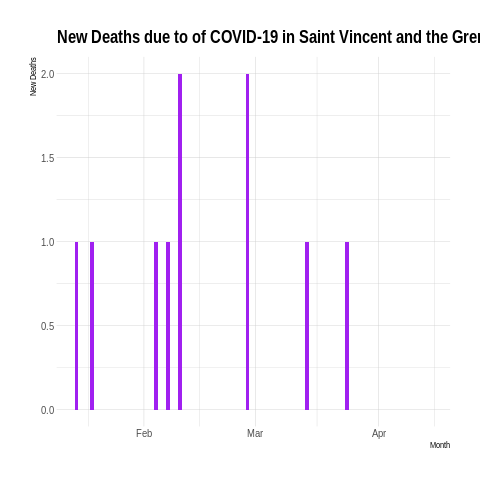 New Deaths due to of COVID-19 in Saint Vincent and the Gren
New Deaths
2.0
1.5
1.0
0.5
0.0
Feb Mar Apr
Month